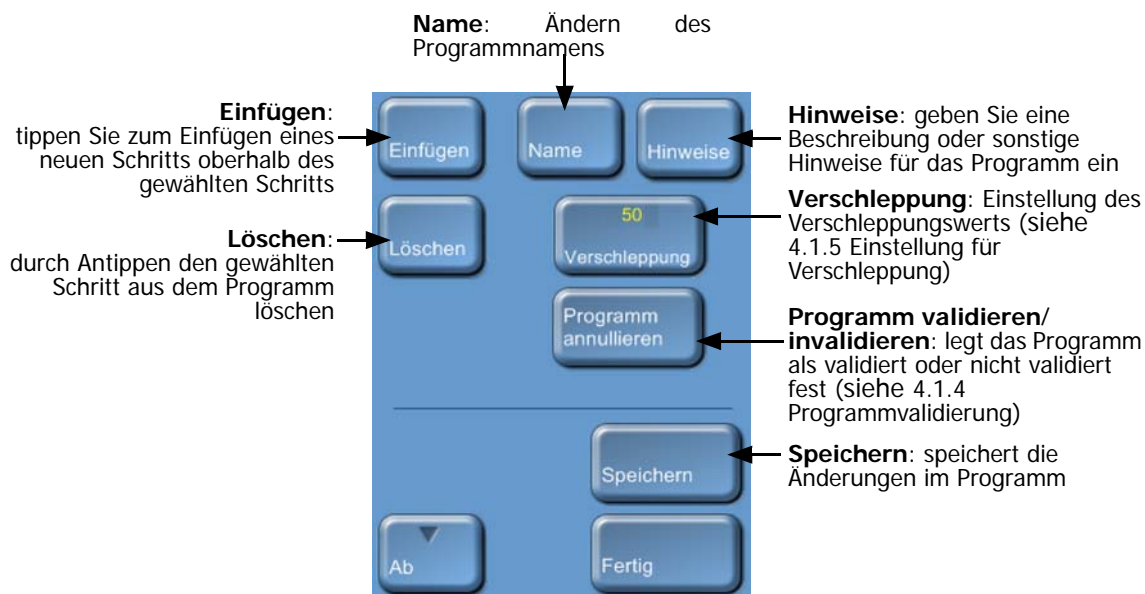 Name: Ändern des
Programmnamens
Einfügen:
tippen Sie zum Einfügen eines
neuen Schritts oberhalb des
gewählten Schritts
Löschen:
durch Antippen den gewählten
Schritt aus dem Programm
löschen
Einfügen
Name
Hinweise
Löschen
50
Verschleppung
Programm
annullieren
Speichern
Ab
Fertig
Hinweise: geben Sie eine
Beschreibung oder sonstige
Hinweise für das Programm ein
Verschleppung: Einstellung des
Verschleppungswerts (siehe
4.1.5 Einstellung für
Verschleppung)
Programm validieren/
invalidieren: legt das Programm
als validiert oder nicht validiert
fest (siehe 4.1.4
Programmvalidierung)
Speichern: speichert die
Änderungen im Programm